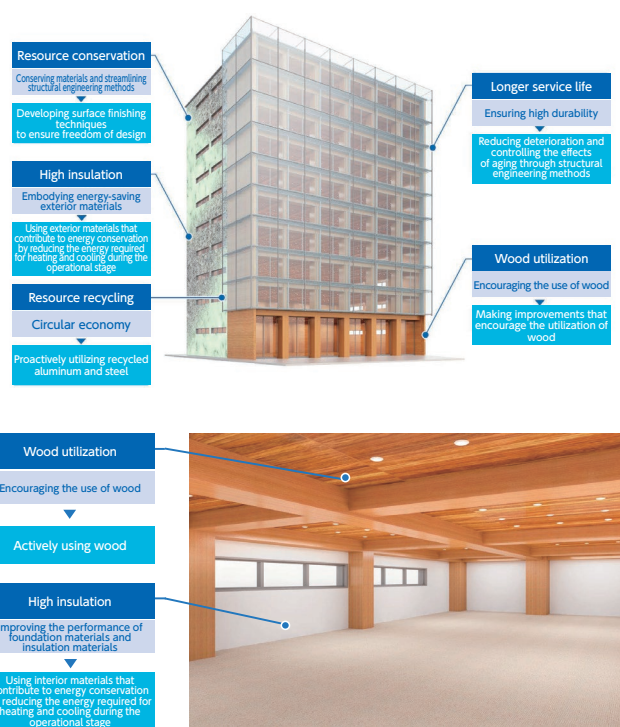 Resource conservation
Conserving materials and streamlining
structural engineering methods
Developing surface finishing
techniques
to ensure freedom of design
High insulation
Embodying energy-saving
exterior materials
Using exterior materials that
contribute to energy conservation
by reducing the energy required
for heating and cooling during the
operational stage
Resource recycling
Circular economy
Proactively utilizing recycled
aluminum and steel
Longer service life
Ensuring high durability
Reducing deterioration and
controlling the effects
of aging through structural
engineering methods
Wood utilization
Encouraging the use of wood
Making improvements that
encourage the utilization of
wood
Wood utilization
Encouraging the use of wood
Actively using wood
High insulation
mproving the performance of
foundation materials and
insulation materials
Using interior materials that
ontribute to energy conservation
reducing the energy required for
heating and cooling during the
operational stage